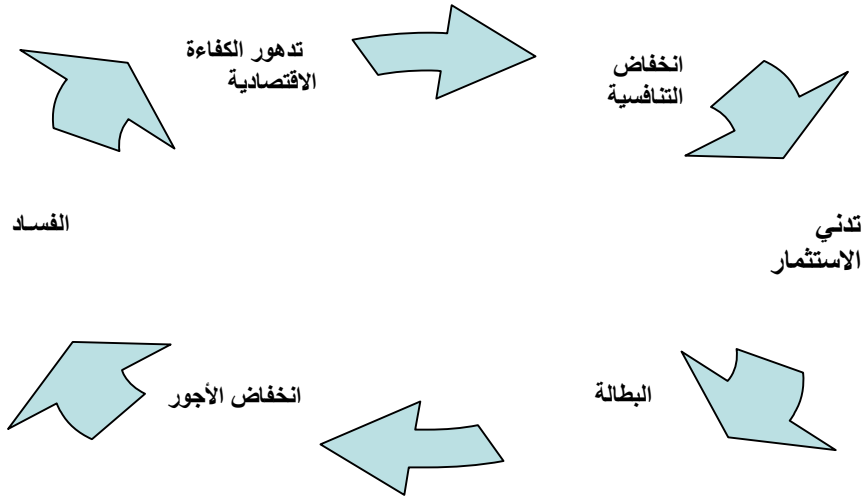 تدهور الكفاءة
الاقتصادية
انخفاض
التنافسية
تدني
الاستثمار
البطالة
انخفاض الأجور
الفساد